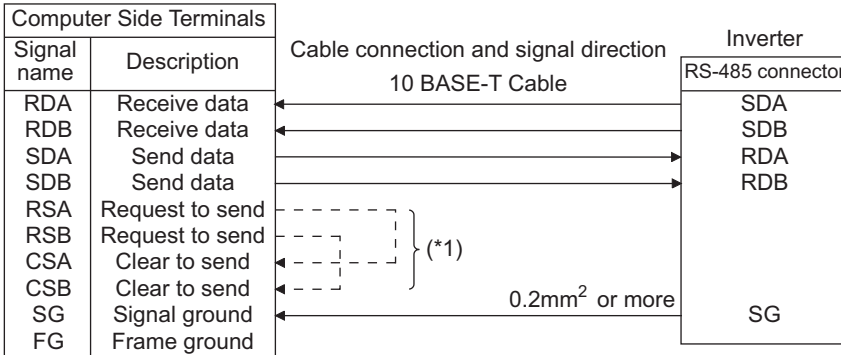 Computer Side Terminals
Signal name
Description
Cable connection and signal direction
10 BASE-T Cable
Inverter
RS-485 connector
RDA Receive data SDA
RDB Receive data SDB
SDA Send data RDA
SDB Send data RDB
RSA Request to send
RSB Request to send
(*1)
CSA Clear to send
CSB Clear to send
0.2mm² or more
SG Signal ground SG
FG Frame ground